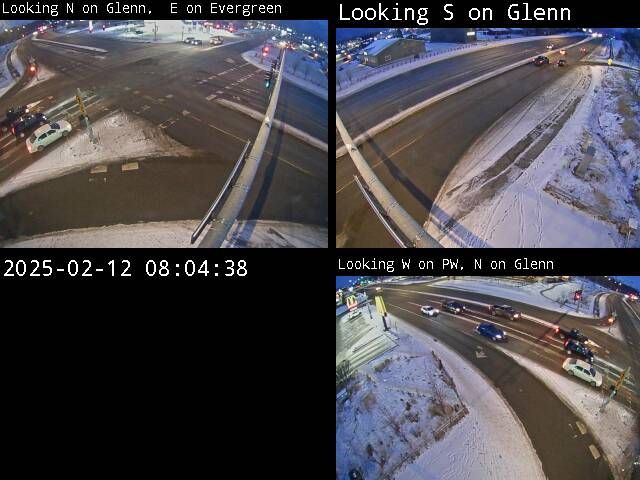 Looking N on Glenn,  E on Evergreen
Looking S on Glenn
2025-02-12 08:04:38
Looking W on PW, N on Glenn